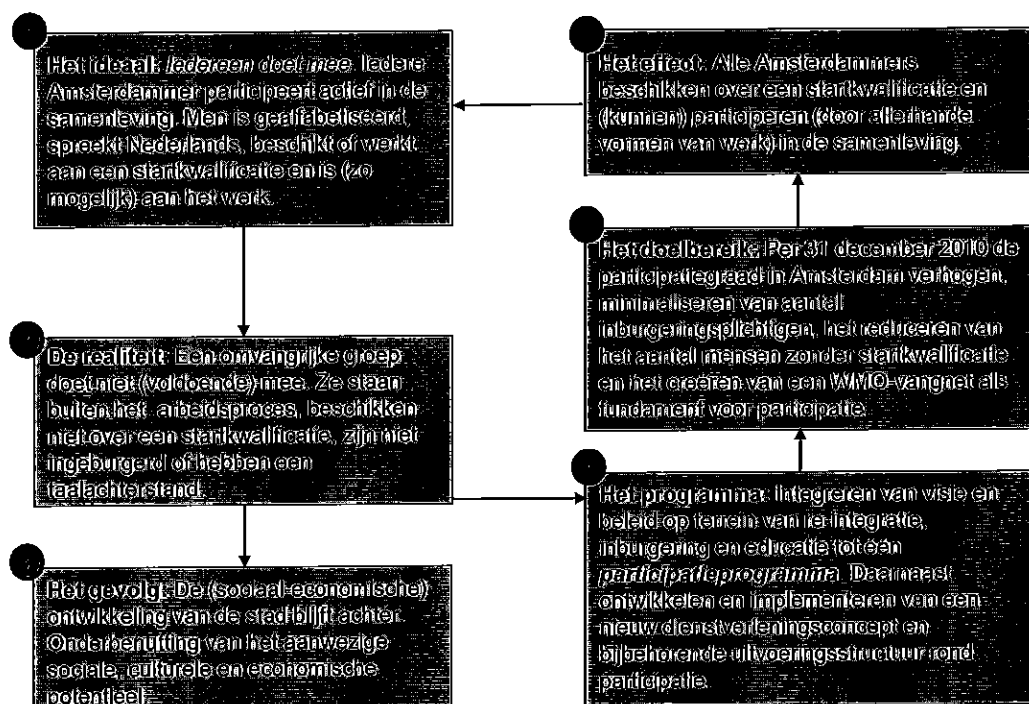 Het ideaal: Iedereen doet mee. Iedere
Amsterdammer participeert actief in de
samenleving. Men is gealfabetiseerd,
spreekt Nederlands, beschikt of werkt
aan een startkwalificatie en is (zo
mogelijk) aan het werk.
De realiteit: Een omvangrijke groep
doet niet (voldoende) mee. Ze staan
buiten het arbeidsproces, beschikken
niet over een startkwalificatie, zijn niet
ingeburgerd of hebben een
taalachterstand.
Het gevolg: De (sociaal-economische)
ontwikkeling van de stad blijft achter.
Onderbenutting van het aanwezige
sociale, culturele en economische
potentieel.
Het programma: Integreren van visie en
beleid op terrein van re-integratie,
inburgering en educatie tot één
participatieprogramma. Daarnaast
ontwikkelen en implementeren van een
nieuw dienstverleningsconcept en
bijbehorende uitvoeringsstructuur rond
participatie.
Het doelbereik: Per 31 december 2010 de
participatiegraad in Amsterdam verhogen,
minimaliseren van aantal
inburgeringsplichtigen, het reduceren van
het aantal mensen zonder startkwalificatie
en het creëren van een WMO-vangnet als
fundament voor participatie.
Het effect: Alle Amsterdammers
beschikken over een startkwalificatie en
(kunnen) participeren (door allerhande
vormen van werk) in de samenleving.